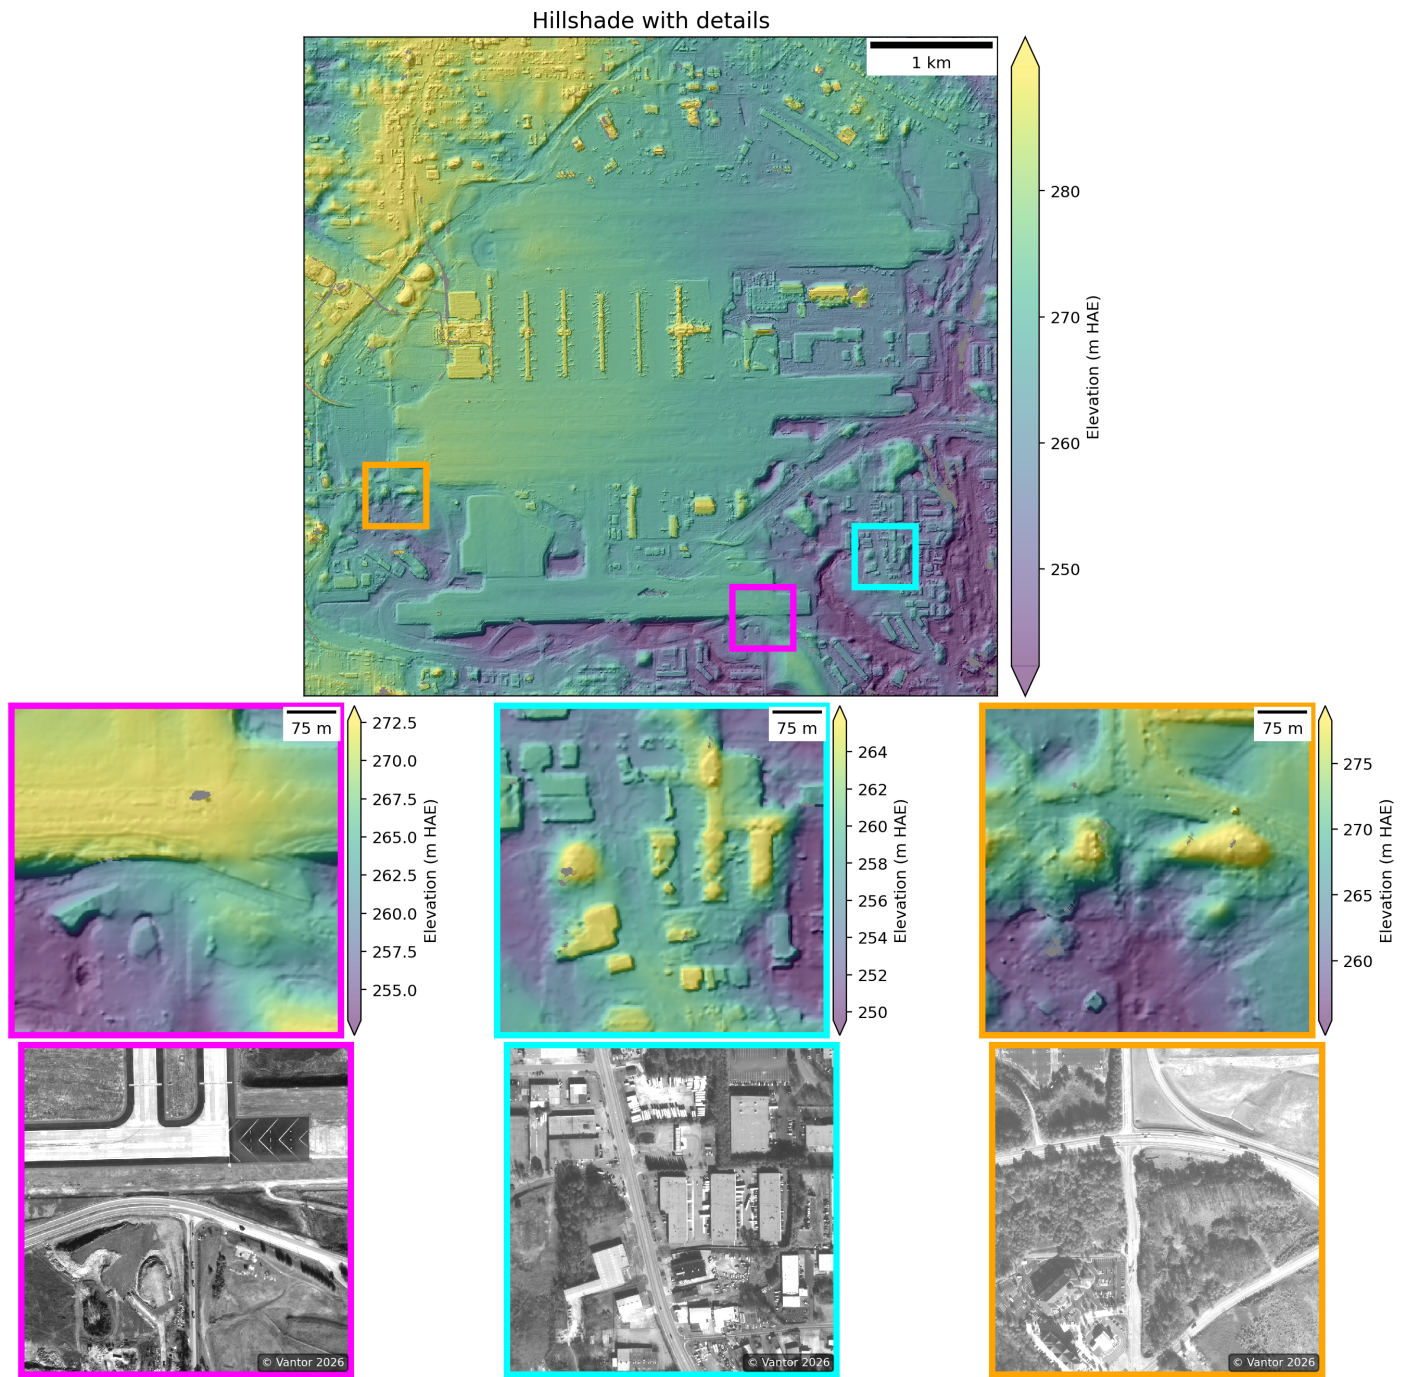 Hillshade with details
1 km
280
270
260
250
Elevation (m HAE)
75 m
272.5
270.0
267.5
265.0
262.5
260.0
257.5
255.0
Elevation (m HAE)
75 m
264
262
260
258
256
254
252
250
Elevation (m HAE)
75 m
275
270
265
260
Elevation (m HAE)
© Vantor 2026
© Vantor 2026
© Vantor 2026